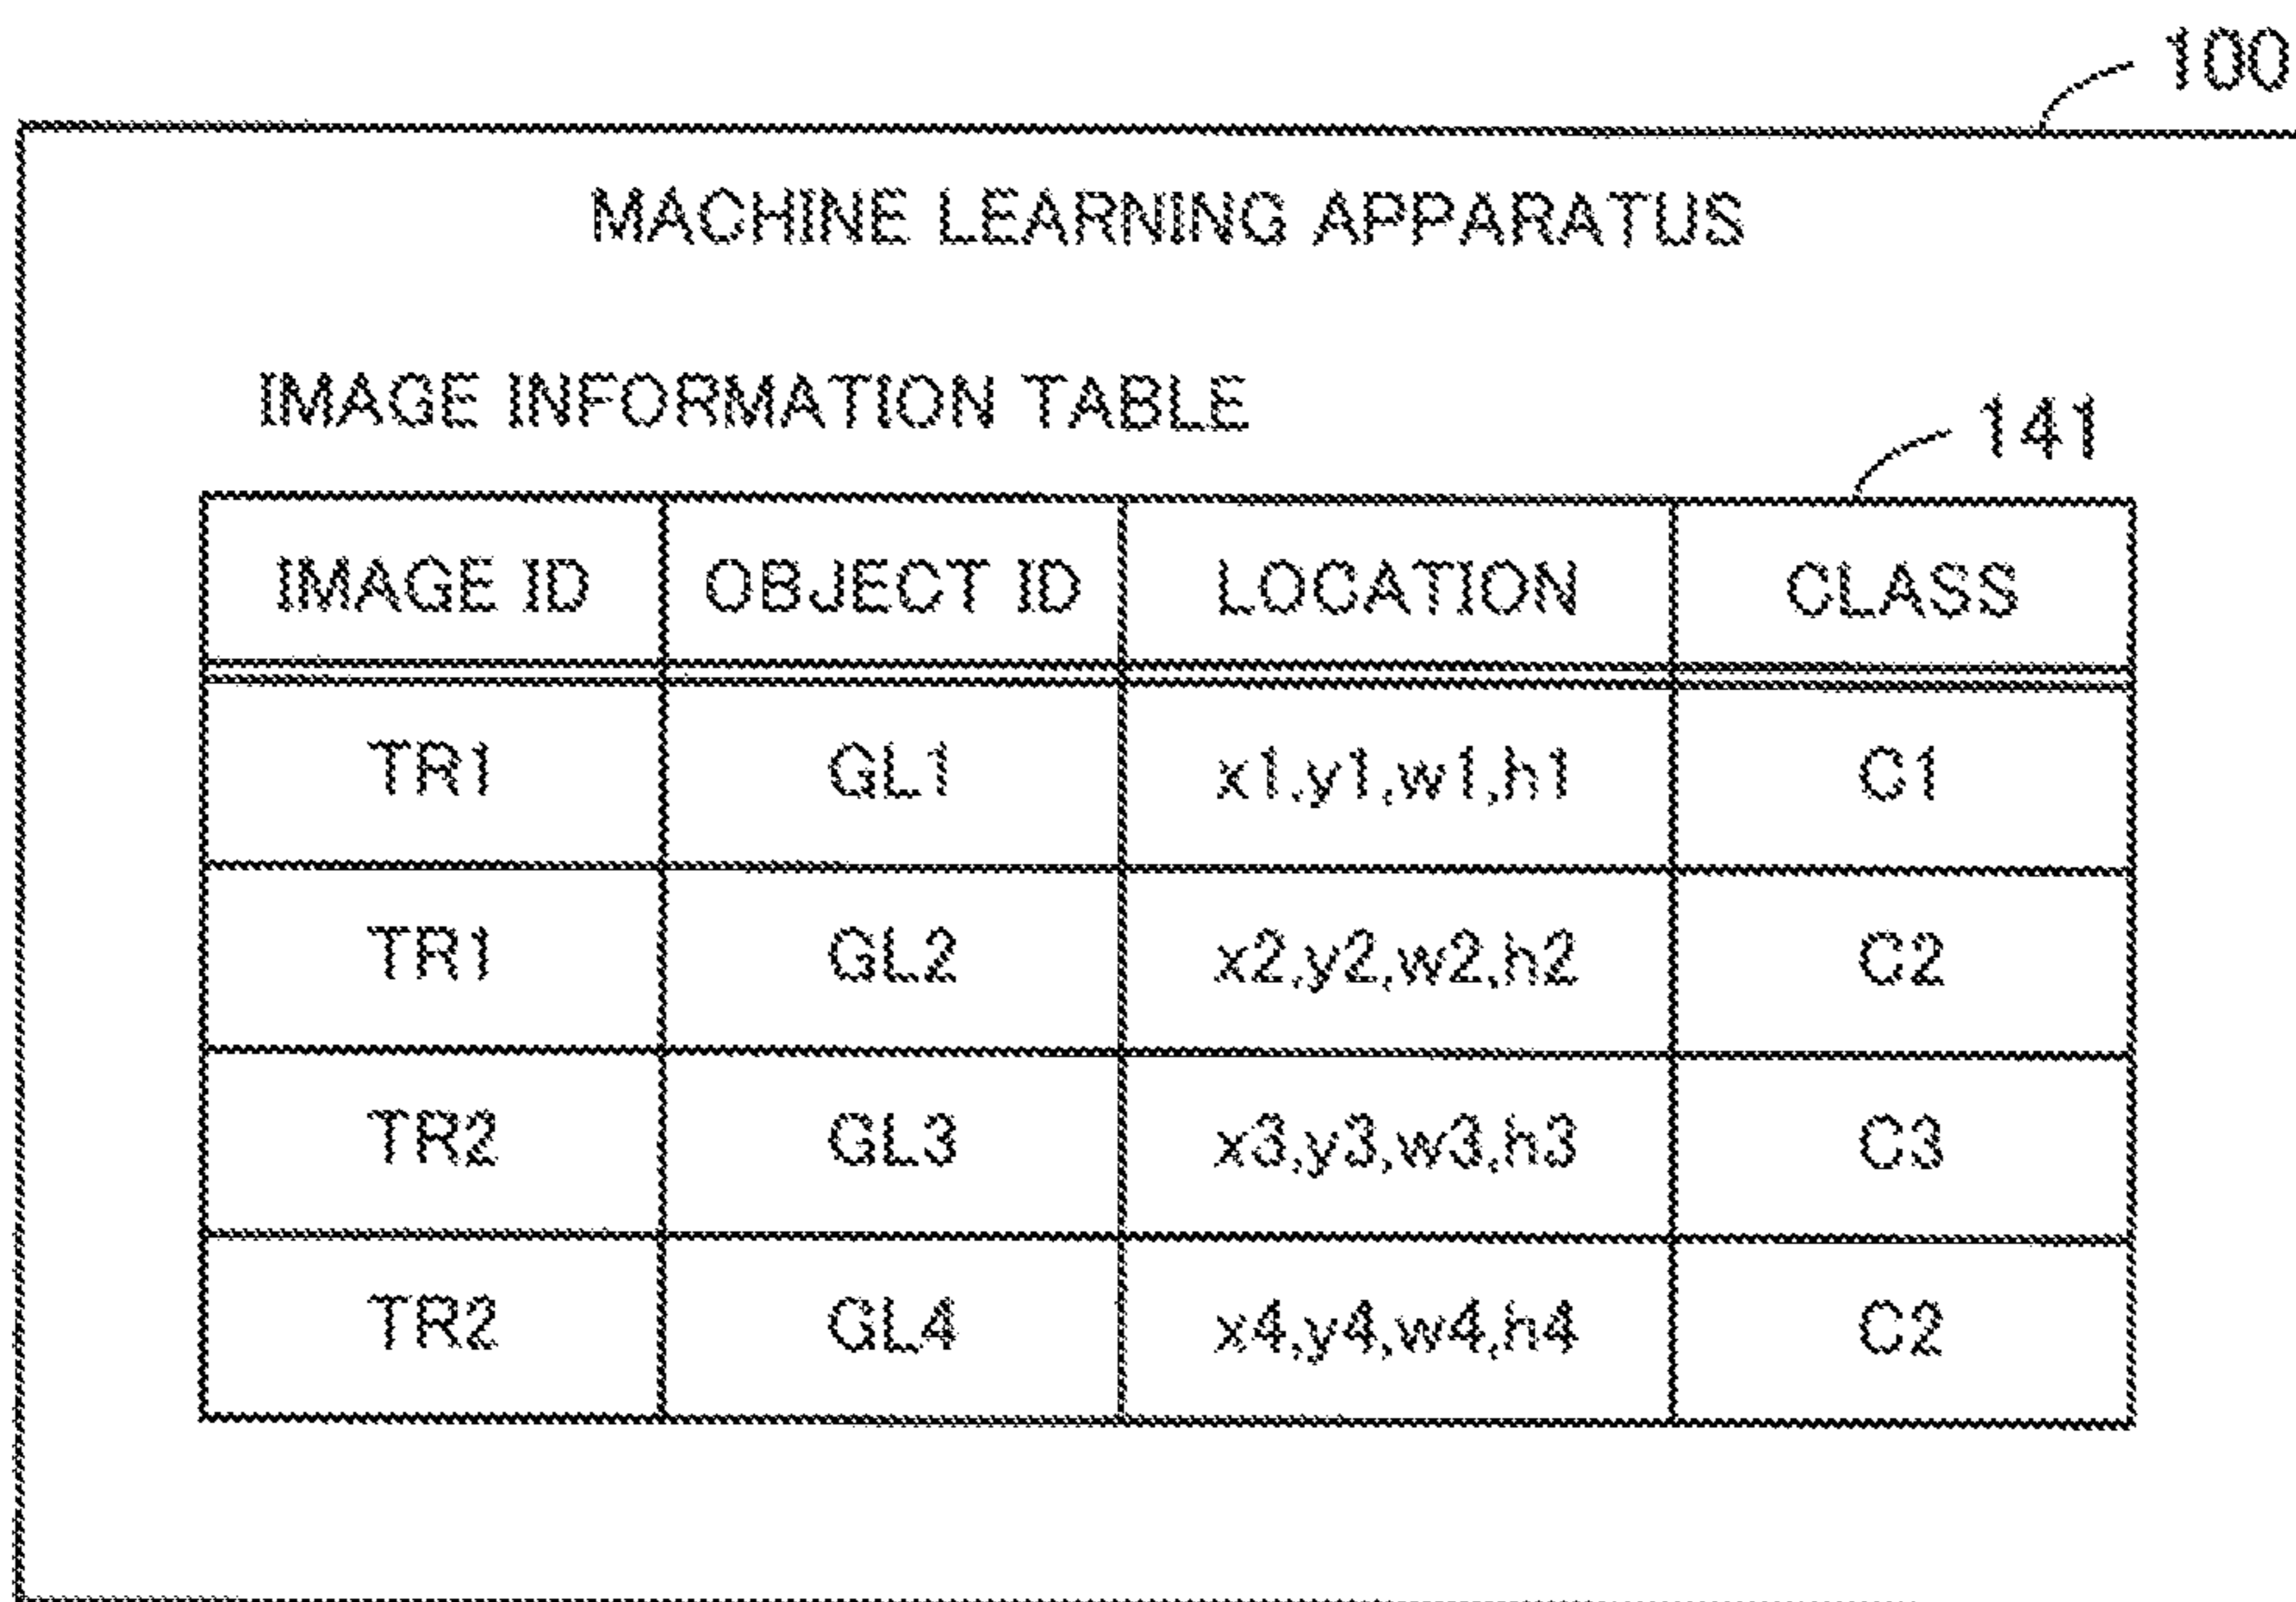 100
MACHINE LEARNING APPARATUS
IMAGE INFORMATION TABLE
141
IMAGE ID OBJECT ID LOCATION CLASS
TR1 GL1 x1,y1,w1,h1 C1
TR1 GL2 x2,y2,w2,h2 C2
TR2 GL3 x3,y3,w3,h3 C3
TR2 GL4 x4,y4,w4,h4 C2